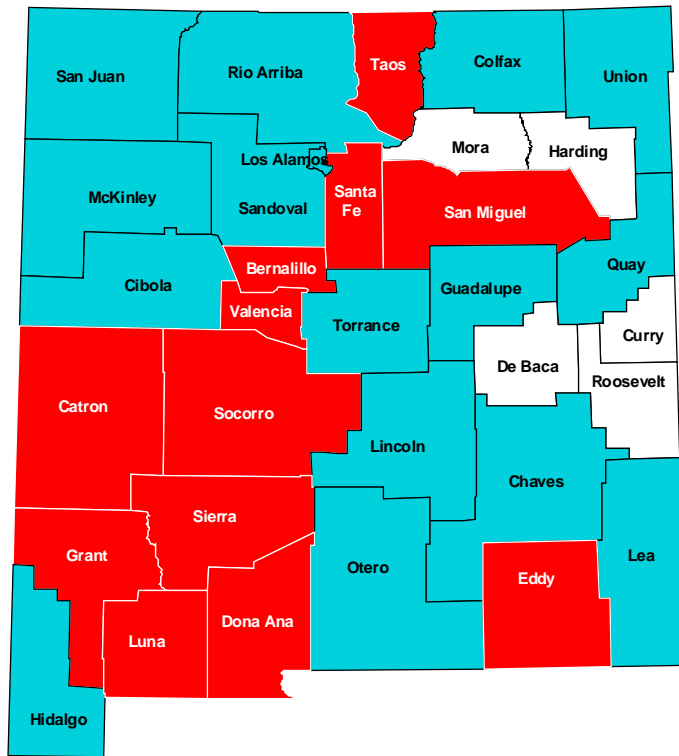 Taos
Colfax
San Juan
Rio Arriba
Union
Mora
Harding
Los Alamos
McKinley
Santa
Fe
Sandoval
San Miguel
Bernalillo
Quay
Cibola
Guadalupe
Valencia
Torrance
Curry
De Baca
Roosevelt
Catron
Socorro
Lincoln
Chaves
Sierra
Grant
Otero
Lea
Eddy
Dona Ana
Luna
Hidalgo